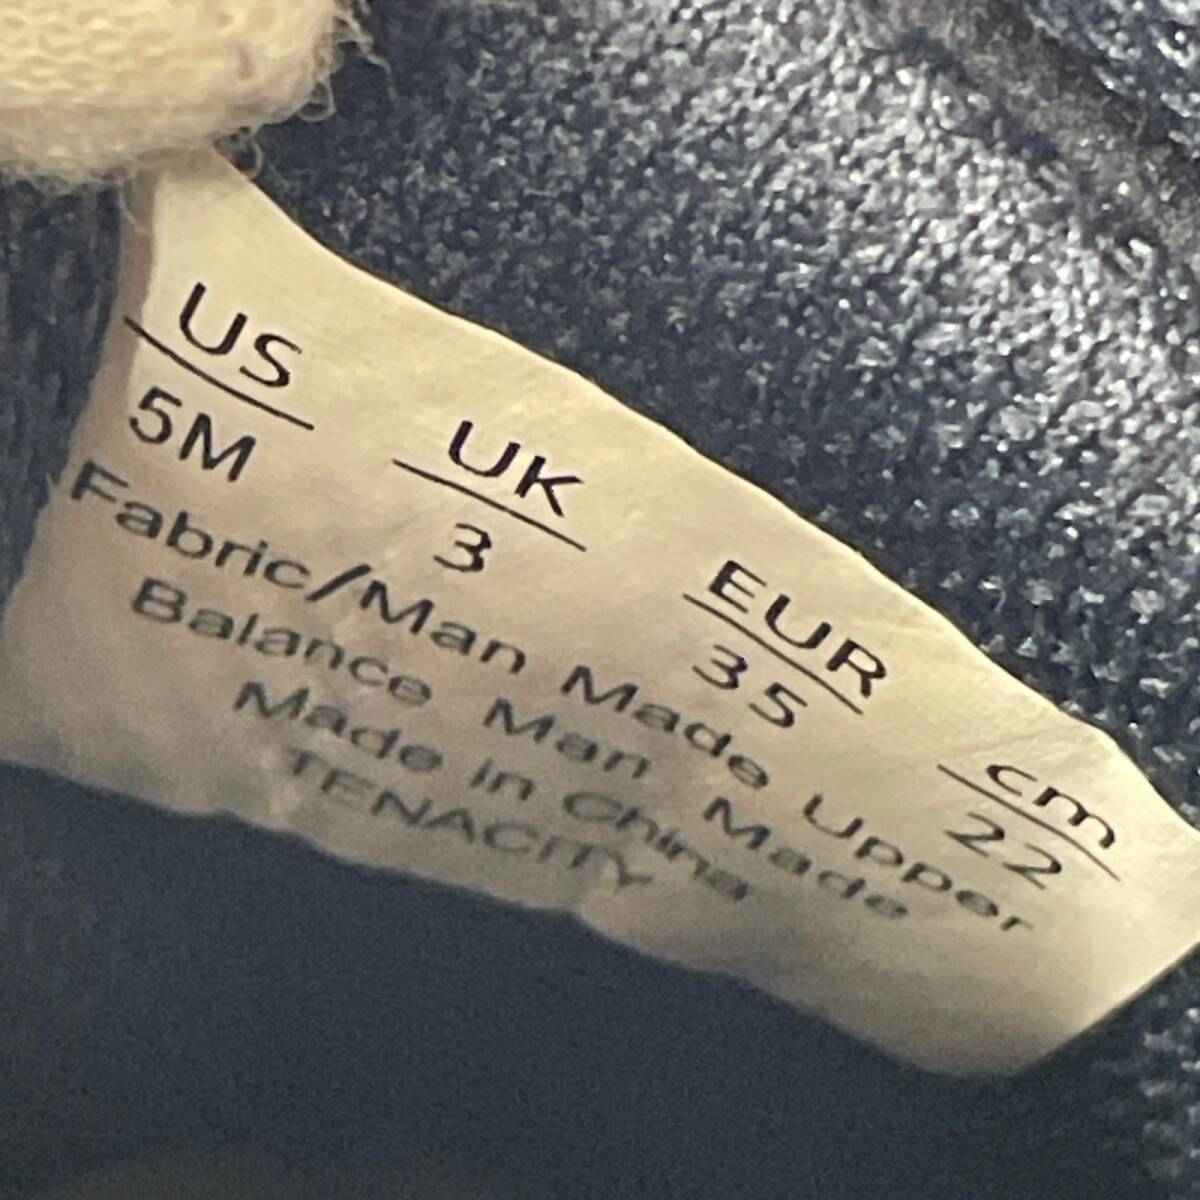 US UK EUR cm
5M 3 35 22
Fabric/Man Made Upper
Balance Man Made
Made in China
TENACITY